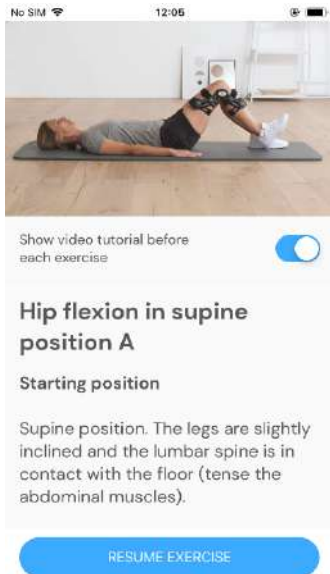 No SIM 12:05
Show video tutorial before
each exercise
Hip flexion in supine
position A
Starting position
Supine position. The legs are slightly
inclined and the lumbar spine is in
contact with the floor (tense the
abdominal muscles).
RESUME EXERCISE